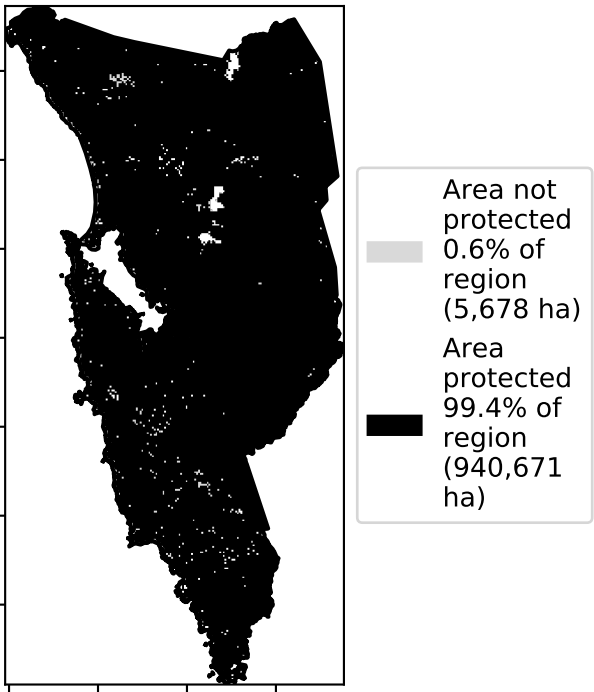 Area not
protected
0.6% of
region
(5,678 ha)
Area
protected
99.4% of
region
(940,671
ha)